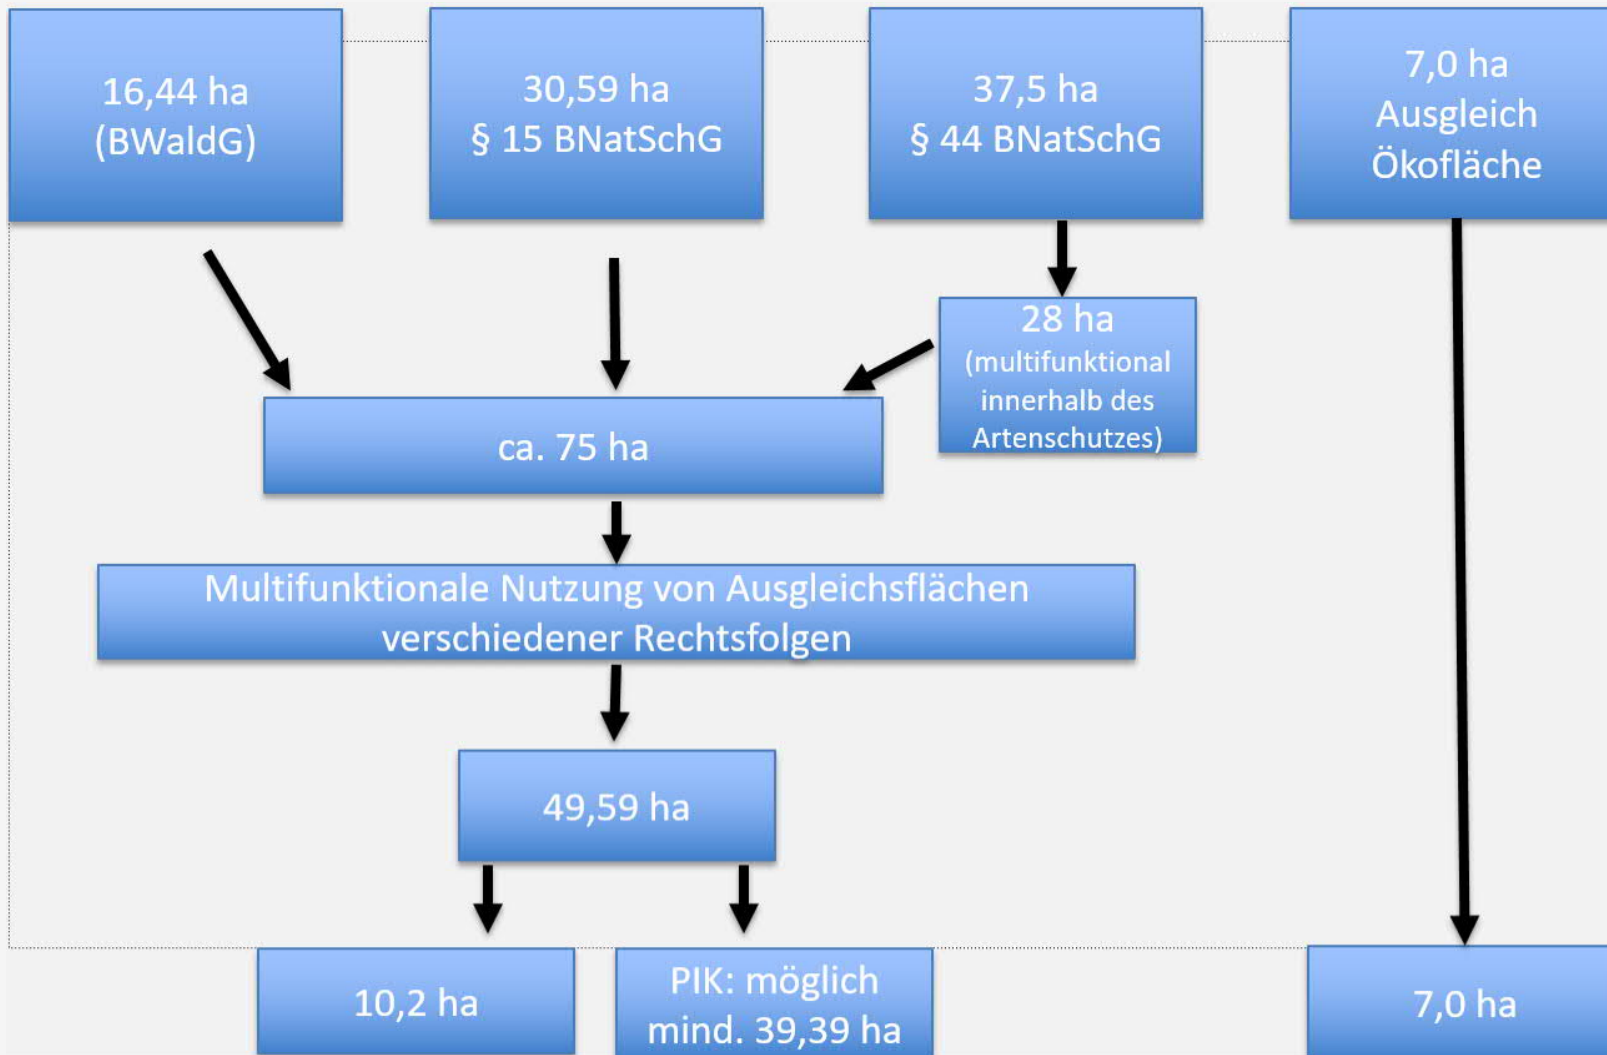 16,44 ha
(BWaldG)
30,59 ha
§ 15 BNatSchG
37,5 ha
§ 44 BNatSchG
7,0 ha
Ausgleich
Ökofläche
28 ha
(multifunktional
innerhalb des
Artenschutzes)
ca. 75 ha
Multifunktionale Nutzung von Ausgleichsflächen
verschiedener Rechtsfolgen
49,59 ha
10,2 ha
PIK: möglich
mind. 39,39 ha
7,0 ha